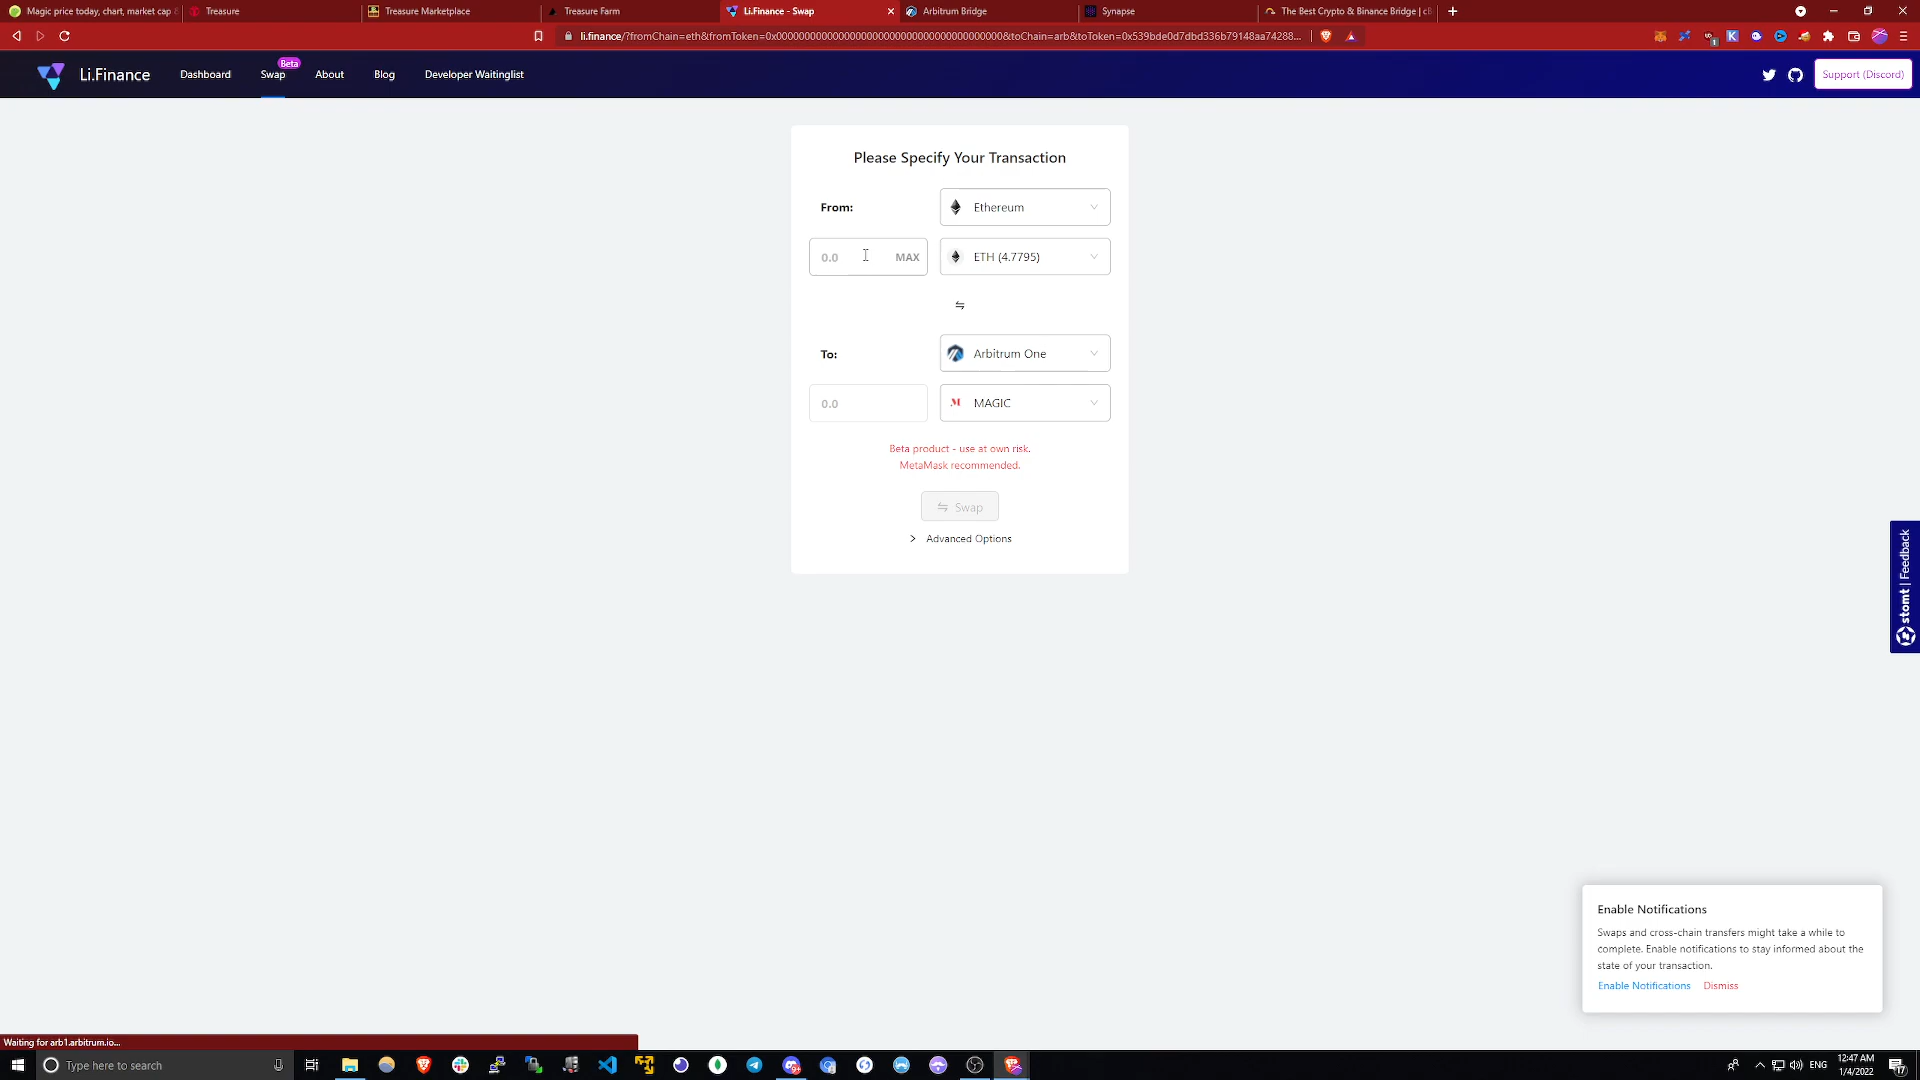 Magic price today, chart, market cap
Treasure
Treasure Marketplace
Treasure Farm
Li.Finance - Swap
Arbitrum Bridge
Synapse
The Best Crypto & Binance Bridge | cB
li.finance/?fromChain=eth&fromToken=0x0000000000000000000000000000000000000000&toChain=arb&toToken=0x539bde0d7dbd336b79148aa74288...
Li.Finance
Dashboard
Swap
Beta
About
Blog
Developer Waitinglist
Support (Discord)
Please Specify Your Transaction
From:
Ethereum
0.0
MAX
ETH (4.7795)
To:
Arbitrum One
0.0
MAGIC
Beta product - use at own risk.
MetaMask recommended.
Swap
Advanced Options
stomt | Feedback
Enable Notifications
Swaps and cross-chain transfers might take a while to
complete. Enable notifications to stay informed about the
state of your transaction.
Enable Notifications
Dismiss
Waiting for arb1.arbitrum.io...
Type here to search
ENG
12:47 AM
1/4/2022